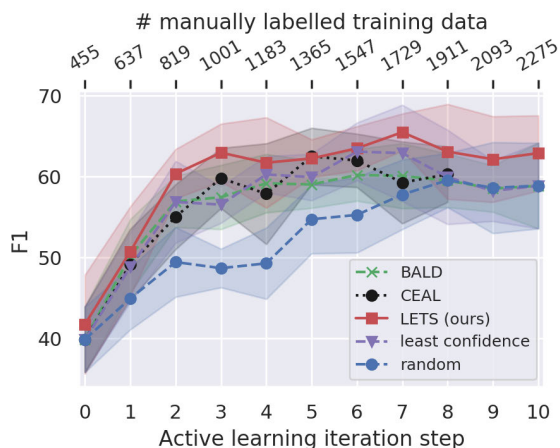 # manually labelled training data
455 637 819 1001 1183 1365 1547 1729 1911 2093 2275
70
60
50
40
F1
BALD
CEAL
LETS (ours)
least confidence
random
0 1 2 3 4 5 6 7 8 9 10
Active learning iteration step